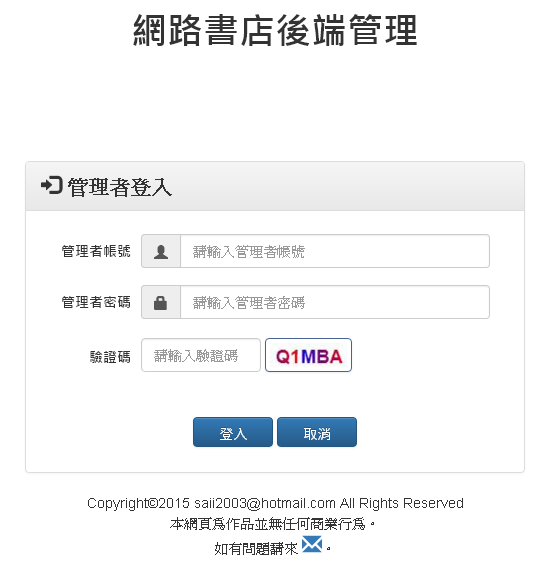 網路書店後端管理
管理者登入
管理者帳號 請輸入管理者帳號
管理者密碼 請輸入管理者密碼
驗證碼 請輸入驗證碼 Q1MBA
登入 取消
Copyright©2015 saii2003@hotmail.com All Rights Reserved
本網頁為作品並無任何商業行為。
如有問題請來 。